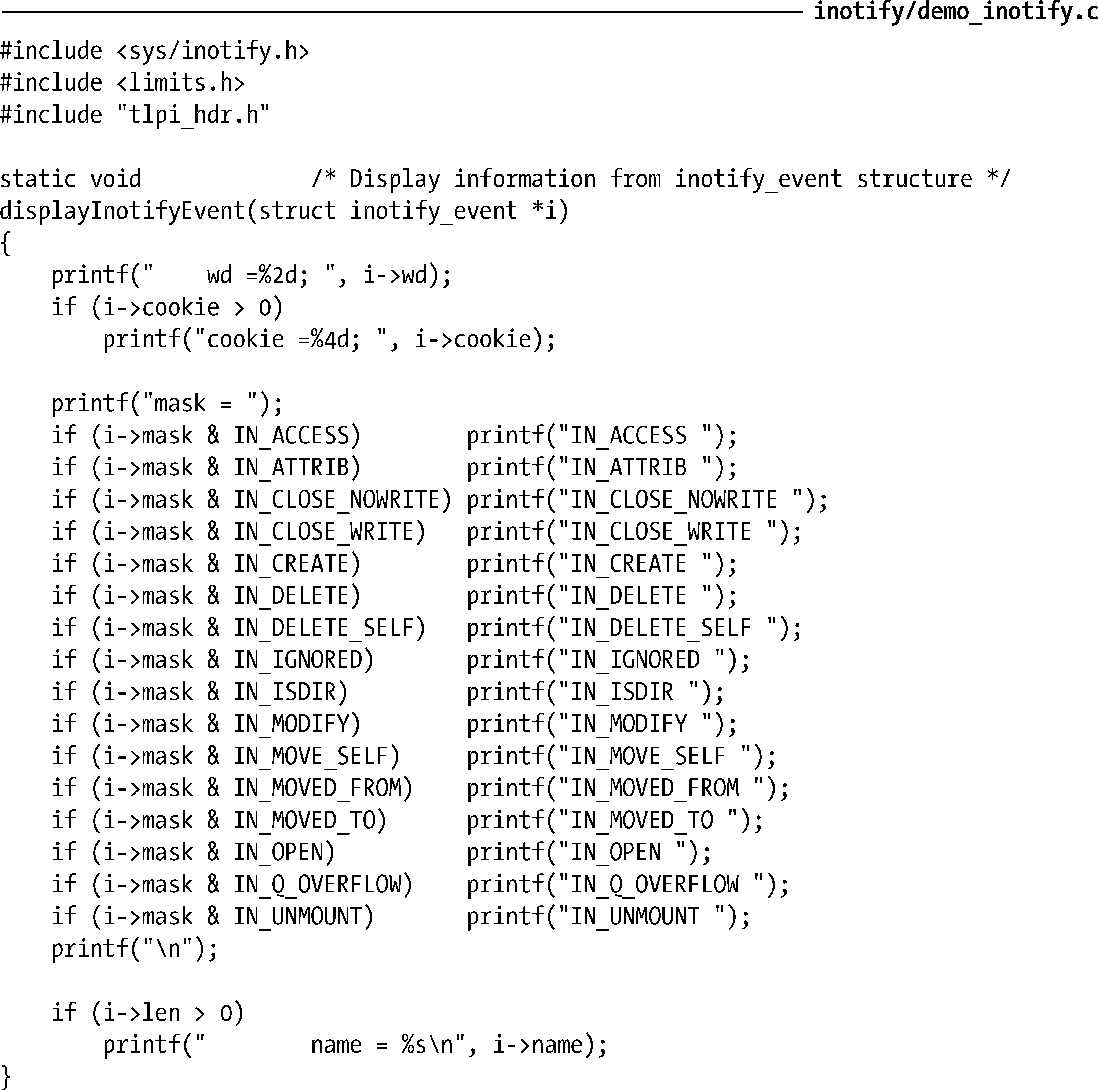 inotify/demo_inotify.c
#include <sys/inotify.h>
#include <limits.h>
#include "tlpi_hdr.h"

static void             /* Display information from inotify_event structure */
displayInotifyEvent(struct inotify_event *i)
{
    printf("    wd =%2d; ", i->wd);
    if (i->cookie > 0)
        printf("cookie =%4d; ", i->cookie);

    printf("mask = ");
    if (i->mask & IN_ACCESS)        printf("IN_ACCESS ");
    if (i->mask & IN_ATTRIB)        printf("IN_ATTRIB ");
    if (i->mask & IN_CLOSE_NOWRITE) printf("IN_CLOSE_NOWRITE ");
    if (i->mask & IN_CLOSE_WRITE)   printf("IN_CLOSE_WRITE ");
    if (i->mask & IN_CREATE)        printf("IN_CREATE ");
    if (i->mask & IN_DELETE)        printf("IN_DELETE ");
    if (i->mask & IN_DELETE_SELF)   printf("IN_DELETE_SELF ");
    if (i->mask & IN_IGNORED)       printf("IN_IGNORED ");
    if (i->mask & IN_ISDIR)         printf("IN_ISDIR ");
    if (i->mask & IN_MODIFY)        printf("IN_MODIFY ");
    if (i->mask & IN_MOVE_SELF)     printf("IN_MOVE_SELF ");
    if (i->mask & IN_MOVED_FROM)    printf("IN_MOVED_FROM ");
    if (i->mask & IN_MOVED_TO)      printf("IN_MOVED_TO ");
    if (i->mask & IN_OPEN)          printf("IN_OPEN ");
    if (i->mask & IN_Q_OVERFLOW)    printf("IN_Q_OVERFLOW ");
    if (i->mask & IN_UNMOUNT)       printf("IN_UNMOUNT ");
    printf("\n");

    if (i->len > 0)
        printf("        name = %s\n", i->name);
}